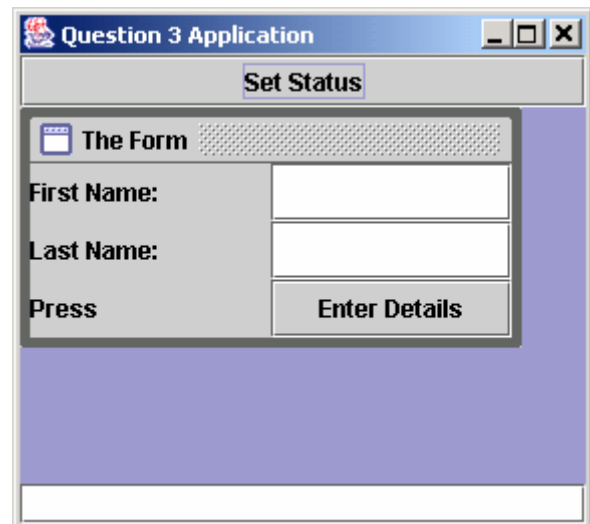 Question 3 Application
Set Status
The Form
First Name:
Last Name:
Press Enter Details